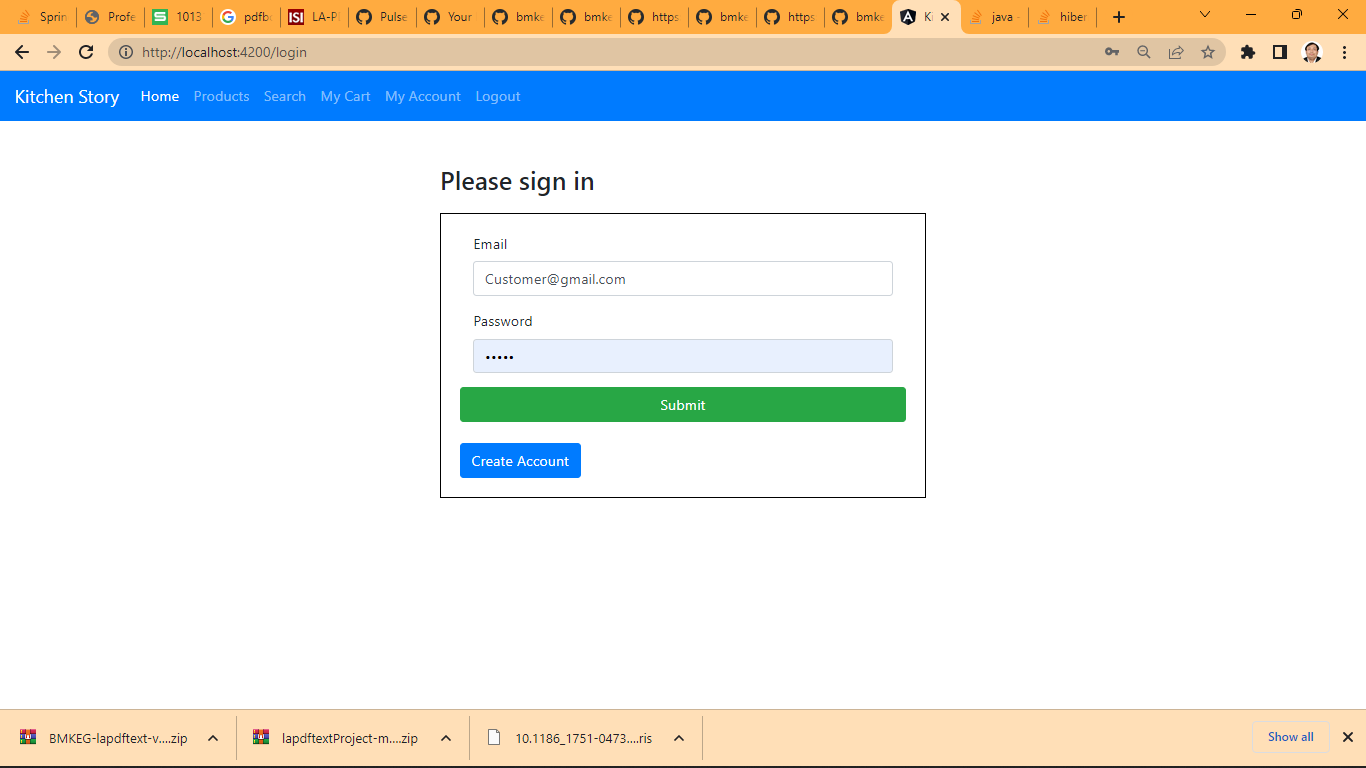 Sprin Profe 1013 pdfbo LA-PI Pulse Your bmke bmke https bmke https bmke Ki java - hiber
http://localhost:4200/login
Kitchen Story Home Products Search My Cart My Account Logout
Please sign in
Email
Customer@gmail.com
Password
•••••
Submit
Create Account
BMKEG-lapdftext-v....zip lapdftextProject-m....zip 10.1186_1751-0473....ris Show all